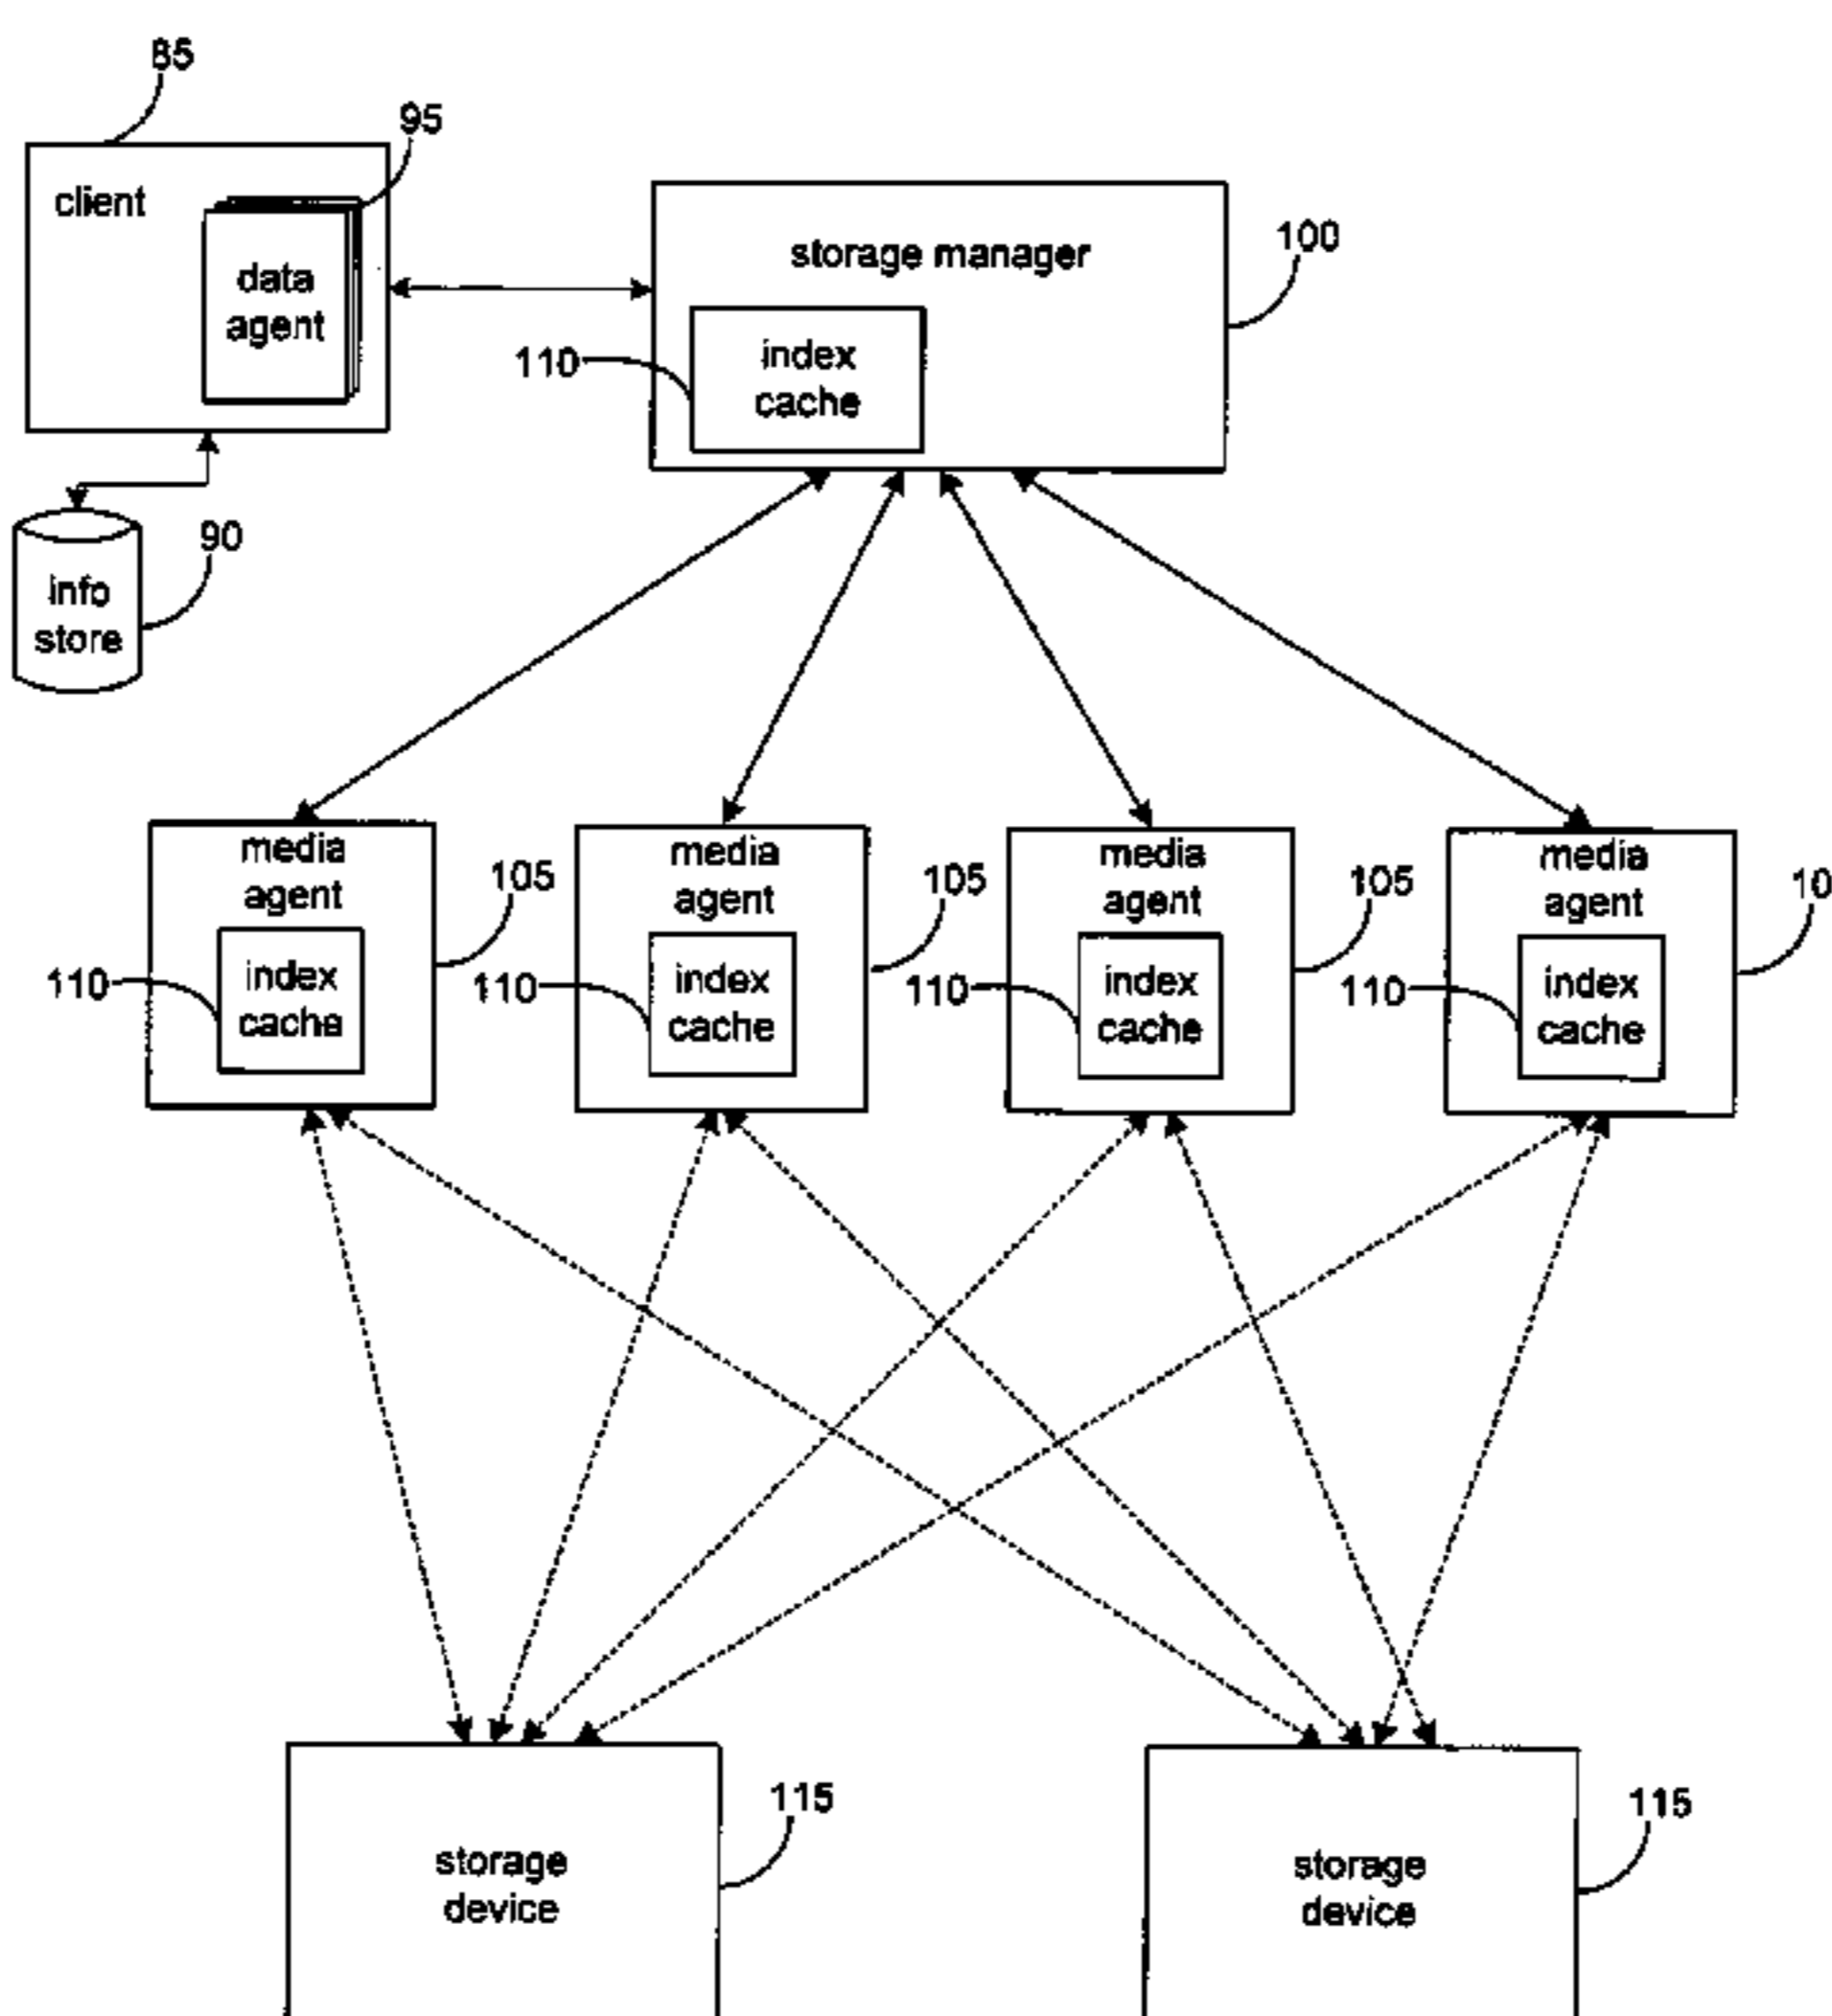 85
95
client
data
agent
storage manager
100
110
index
cache
90
info
store
media
agent
105
110
index
cache
media
agent
105
110
index
cache
media
agent
105
110
index
cache
media
agent
10
110
index
cache
storage
device
115
storage
device
115